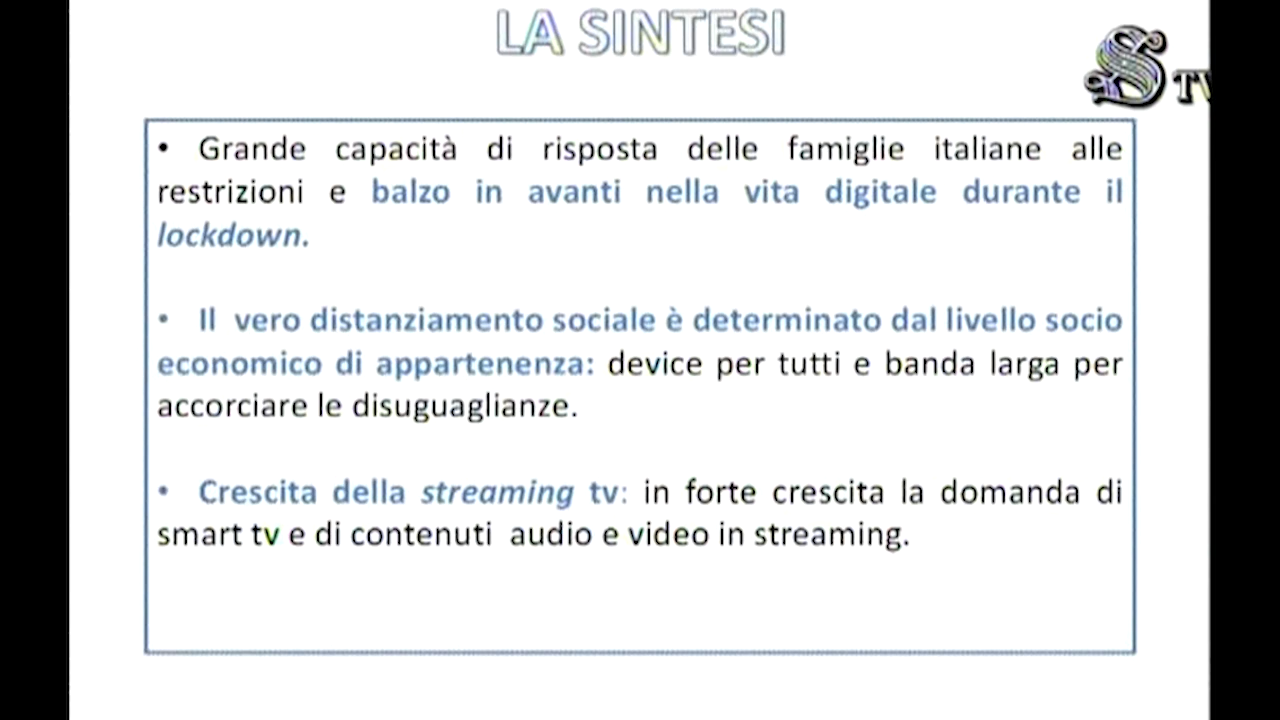 LA SINTESI
S TV
• Grande capacità di risposta delle famiglie italiane alle
restrizioni e balzo in avanti nella vita digitale durante il
lockdown.
• Il vero distanziamento sociale è determinato dal livello socio
economico di appartenenza: device per tutti e banda larga per
accorciare le disuguaglianze.
• Crescita della streaming tv: in forte crescita la domanda di
smart tv e di contenuti audio e video in streaming.